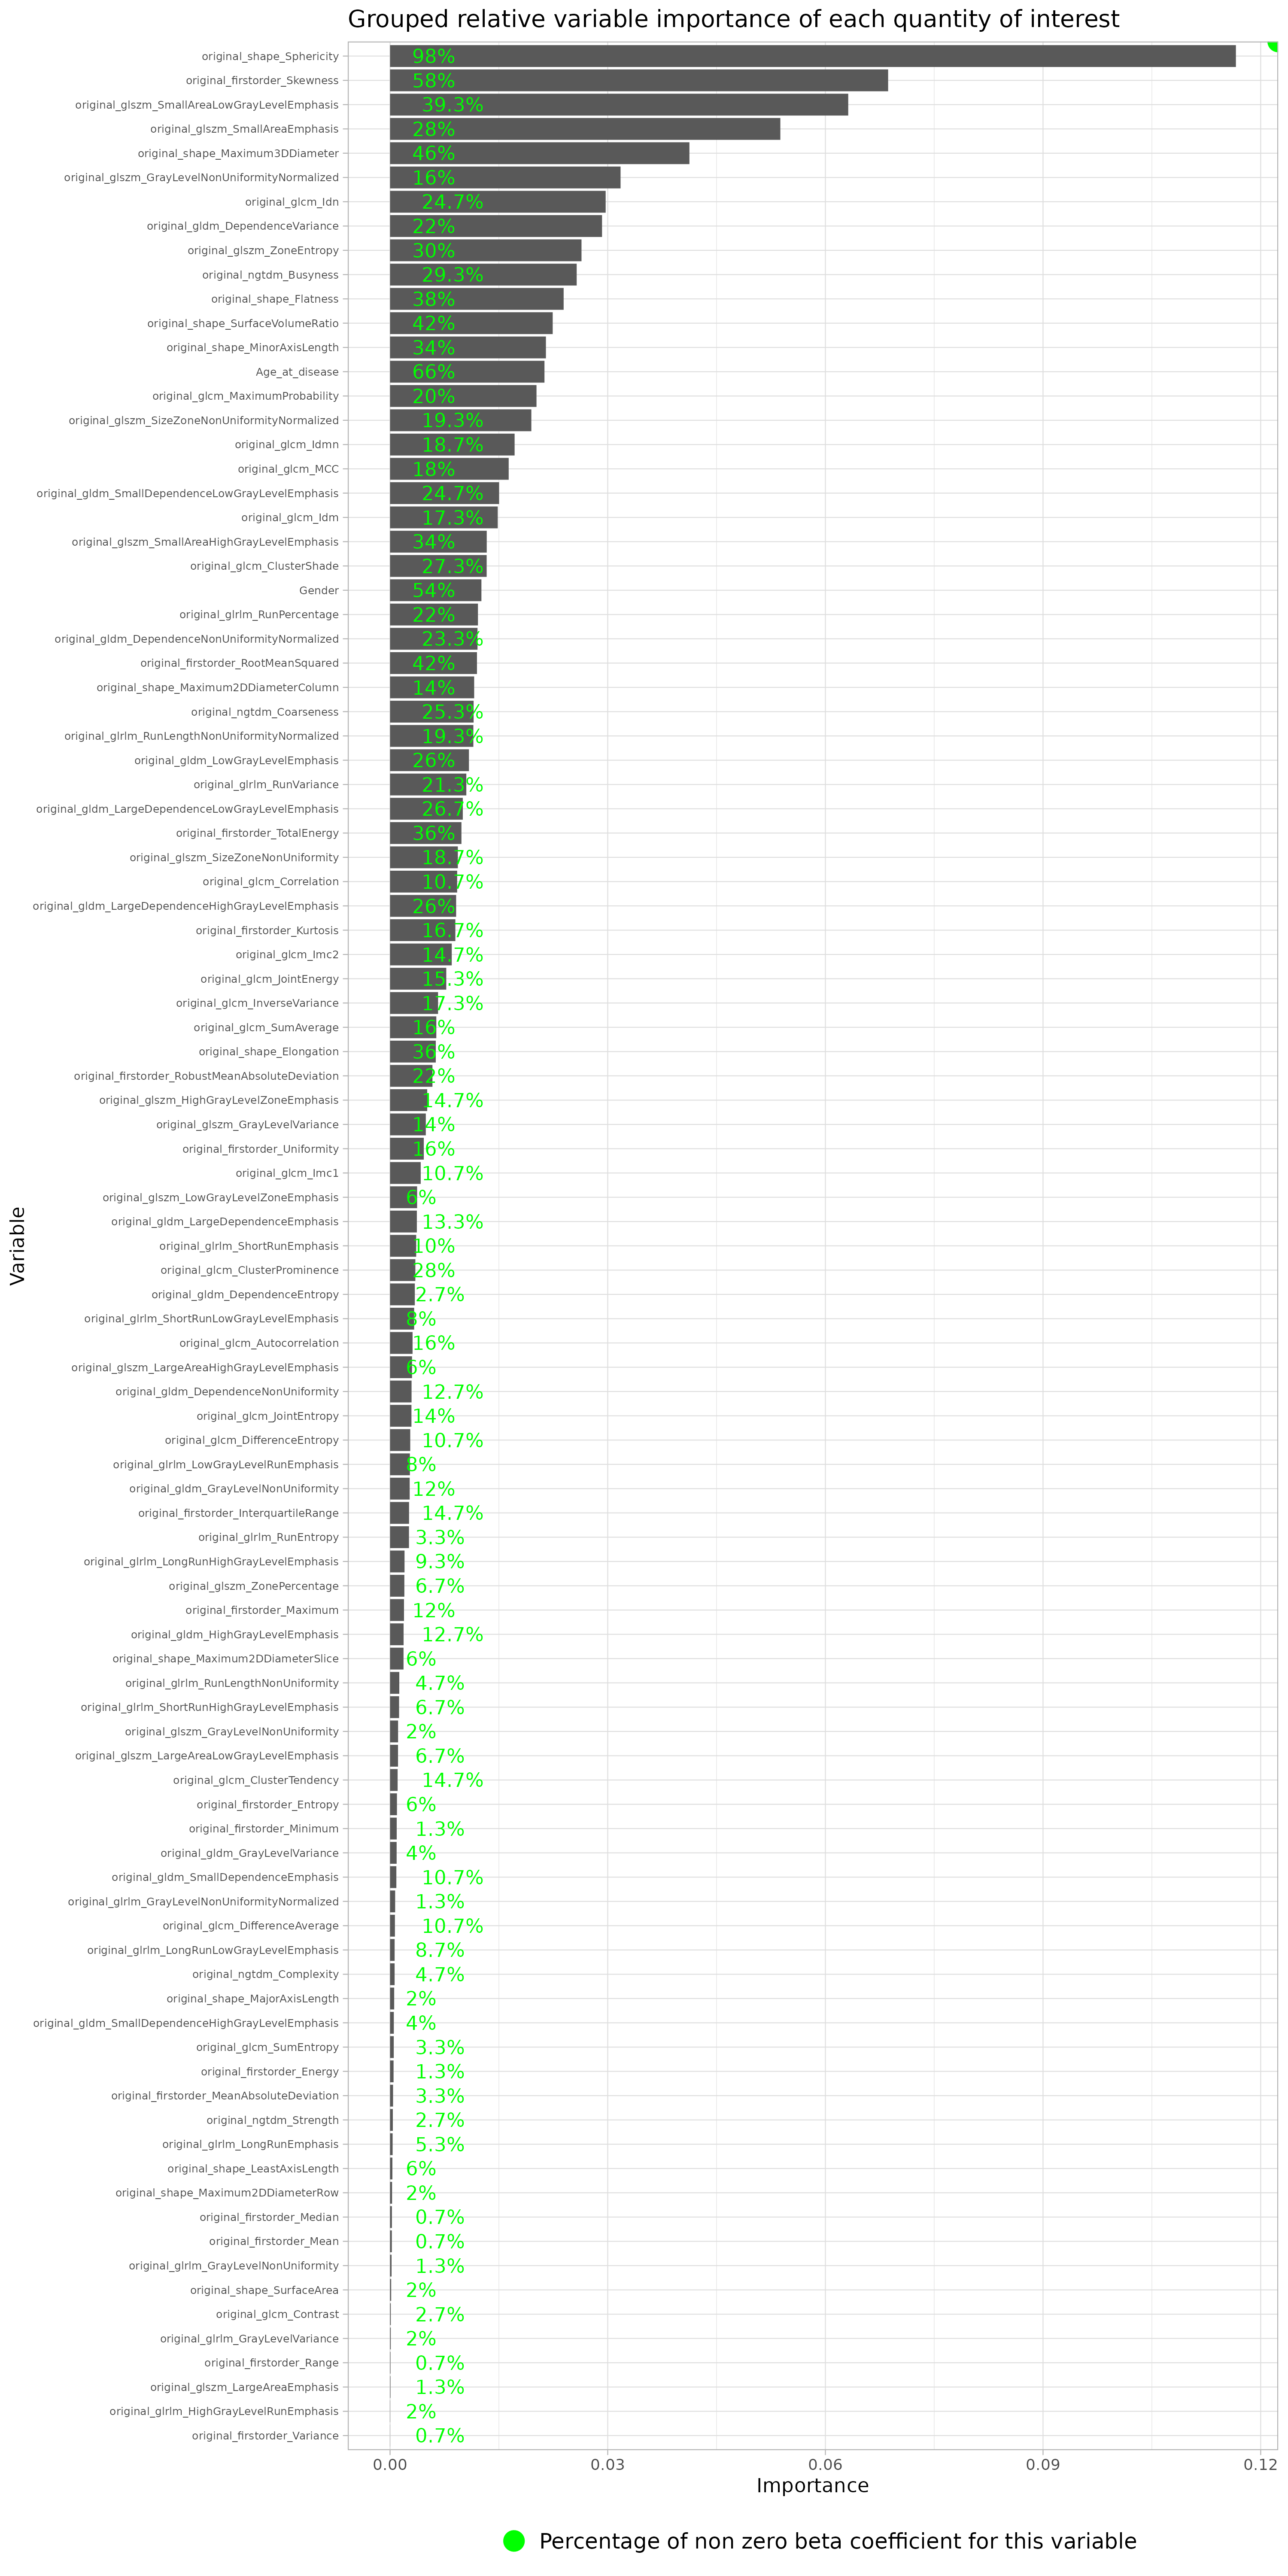 Grouped relative variable importance of each quantity of interest
original_shape_Sphericity 98%
original_firstorder_Skewness 58%
original_glszm_SmallAreaLowGrayLevelEmphasis 39.3%
original_glszm_SmallAreaEmphasis 28%
original_shape_Maximum3DDiameter 46%
original_glszm_GrayLevelNonUniformityNormalized 16%
original_glcm_Idn 24.7%
original_gldm_DependenceVariance 22%
original_glszm_ZoneEntropy 30%
original_ngtdm_Busyness 29.3%
original_shape_Flatness 38%
original_shape_SurfaceVolumeRatio 42%
original_shape_MinorAxisLength 34%
Age_at_disease 66%
original_glcm_MaximumProbability 20%
original_glszm_SizeZoneNonUniformityNormalized 19.3%
original_glcm_Idmn 18.7%
original_glcm_MCC 18%
original_gldm_SmallDependenceLowGrayLevelEmphasis 24.7%
original_glcm_Idm 17.3%
original_glszm_SmallAreaHighGrayLevelEmphasis 34%
original_glcm_ClusterShade 27.3%
Gender 54%
original_glrlm_RunPercentage 22%
original_gldm_DependenceNonUniformityNormalized 23.3%
original_firstorder_RootMeanSquared 42%
original_shape_Maximum2DDiameterColumn 14%
original_ngtdm_Coarseness 25.3%
original_glrlm_RunLengthNonUniformityNormalized 19.3%
original_gldm_LowGrayLevelEmphasis 26%
original_glrlm_RunVariance 21.3%
original_gldm_LargeDependenceLowGrayLevelEmphasis 26.7%
original_firstorder_TotalEnergy 36%
original_glszm_SizeZoneNonUniformity 18.7%
original_glcm_Correlation 10.7%
original_gldm_LargeDependenceHighGrayLevelEmphasis 26%
original_firstorder_Kurtosis 16.7%
original_glcm_Imc2 14.7%
original_glcm_JointEnergy 15.3%
original_glcm_InverseVariance 17.3%
original_glcm_SumAverage 16%
original_shape_Elongation 36%
original_firstorder_RobustMeanAbsoluteDeviation 22%
original_glszm_HighGrayLevelZoneEmphasis 14.7%
original_glszm_GrayLevelVariance 14%
original_firstorder_Uniformity 16%
original_glcm_Imc1 10.7%
original_glszm_LowGrayLevelZoneEmphasis 6%
original_gldm_LargeDependenceEmphasis 13.3%
original_glrlm_ShortRunEmphasis 10%
original_glcm_ClusterProminence 28%
original_gldm_DependenceEntropy 2.7%
original_glrlm_ShortRunLowGrayLevelEmphasis 8%
original_glcm_Autocorrelation 16%
original_glszm_LargeAreaHighGrayLevelEmphasis 6%
original_gldm_DependenceNonUniformity 12.7%
original_glcm_JointEntropy 14%
original_glcm_DifferenceEntropy 10.7%
original_glrlm_LowGrayLevelRunEmphasis 8%
original_gldm_GrayLevelNonUniformity 12%
original_firstorder_InterquartileRange 14.7%
original_glrlm_RunEntropy 3.3%
original_glrlm_LongRunHighGrayLevelEmphasis 9.3%
original_glszm_ZonePercentage 6.7%
original_firstorder_Maximum 12%
original_gldm_HighGrayLevelEmphasis 12.7%
original_shape_Maximum2DDiameterSlice 6%
original_glrlm_RunLengthNonUniformity 4.7%
original_glrlm_ShortRunHighGrayLevelEmphasis 6.7%
original_glszm_GrayLevelNonUniformity 2%
original_glszm_LargeAreaLowGrayLevelEmphasis 6.7%
original_glcm_ClusterTendency 14.7%
original_firstorder_Entropy 6%
original_firstorder_Minimum 1.3%
original_gldm_GrayLevelVariance 4%
original_gldm_SmallDependenceEmphasis 10.7%
original_glrlm_GrayLevelNonUniformityNormalized 1.3%
original_glcm_DifferenceAverage 10.7%
original_glrlm_LongRunLowGrayLevelEmphasis 8.7%
original_ngtdm_Complexity 4.7%
original_shape_MajorAxisLength 2%
original_gldm_SmallDependenceHighGrayLevelEmphasis 4%
original_glcm_SumEntropy 3.3%
original_firstorder_Energy 1.3%
original_firstorder_MeanAbsoluteDeviation 3.3%
original_ngtdm_Strength 2.7%
original_glrlm_LongRunEmphasis 5.3%
original_shape_LeastAxisLength 6%
original_shape_Maximum2DDiameterRow 2%
original_firstorder_Median 0.7%
original_firstorder_Mean 0.7%
original_glrlm_GrayLevelNonUniformity 1.3%
original_shape_SurfaceArea 2%
original_glcm_Contrast 2.7%
original_glrlm_GrayLevelVariance 2%
original_firstorder_Range 0.7%
original_glszm_LargeAreaEmphasis 1.3%
original_glrlm_HighGrayLevelRunEmphasis 2%
original_firstorder_Variance 0.7%
Variable
0.00 0.03 0.06 0.09 0.12
Importance
Percentage of non zero beta coefficient for this variable